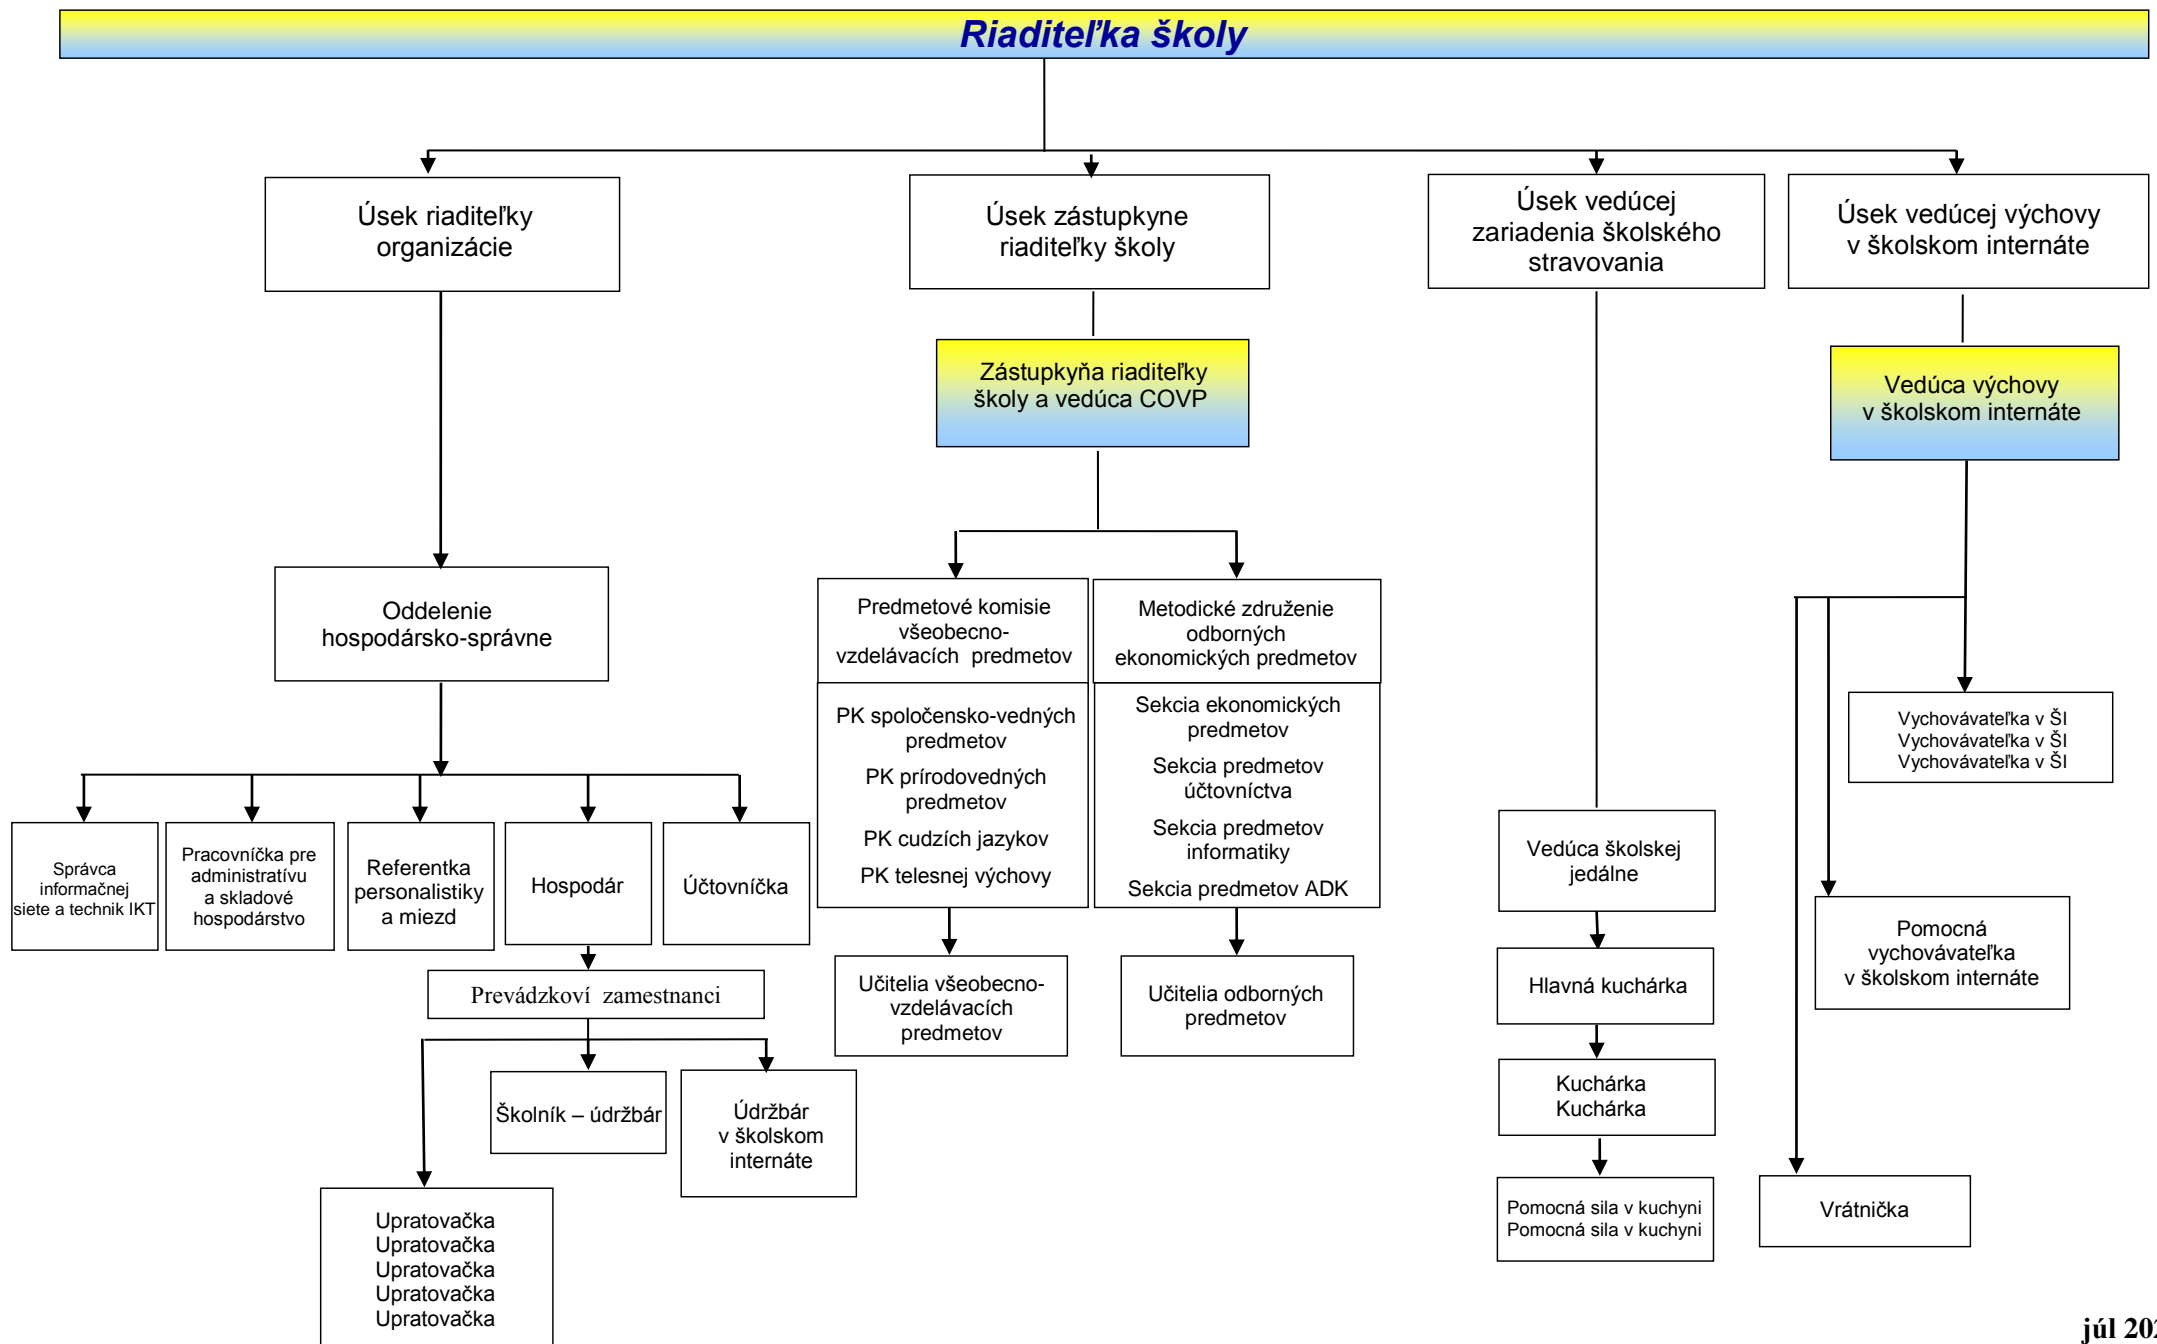 Riaditeľka školy
Úsek riaditeľky
organizácie
Úsek zástupkyne
riaditeľky školy
Úsek vedúcej
zariadenia školského
stravovania
Úsek vedúcej výchovy
v školskom internáte
Zástupkyňa riaditeľky
školy a vedúca COVP
Vedúca výchovy
v školskom internáte
Oddelenie
hospodársko-správne
Predmetové komisie
všeobecno-
vzdelávacích predmetov
Metodické združenie
odborných
ekonomických predmetov
PK spoločensko-vedných
predmetov
PK prírodovedných
predmetov
PK cudzích jazykov
PK telesnej výchovy
Sekcia ekonomických
predmetov
Sekcia predmetov
účtovníctva
Sekcia predmetov
informatiky
Sekcia predmetov ADK
Vychovávateľka v ŠI
Vychovávateľka v ŠI
Vychovávateľka v ŠI
Správca
informačnej
siete a technik IKT
Pracovníčka pre
administratívu
a skladové
hospodárstvo
Referentka
personalistiky
a miezd
Hospodár
Účtovníčka
Vedúca školskej
jedálne
Pomocná
vychovávateľka
v školskom internáte
Prevádzkoví zamestnanci
Učitelia všeobecno-
vzdelávacích
predmetov
Učitelia odborných
predmetov
Hlavná kuchárka
Školník – údržbár
Údržbár
v školskom
internáte
Kuchárka
Kuchárka
Pomocná sila v kuchyni
Pomocná sila v kuchyni
Vrátnička
Upratovačka
Upratovačka
Upratovačka
Upratovačka
Upratovačka
júl